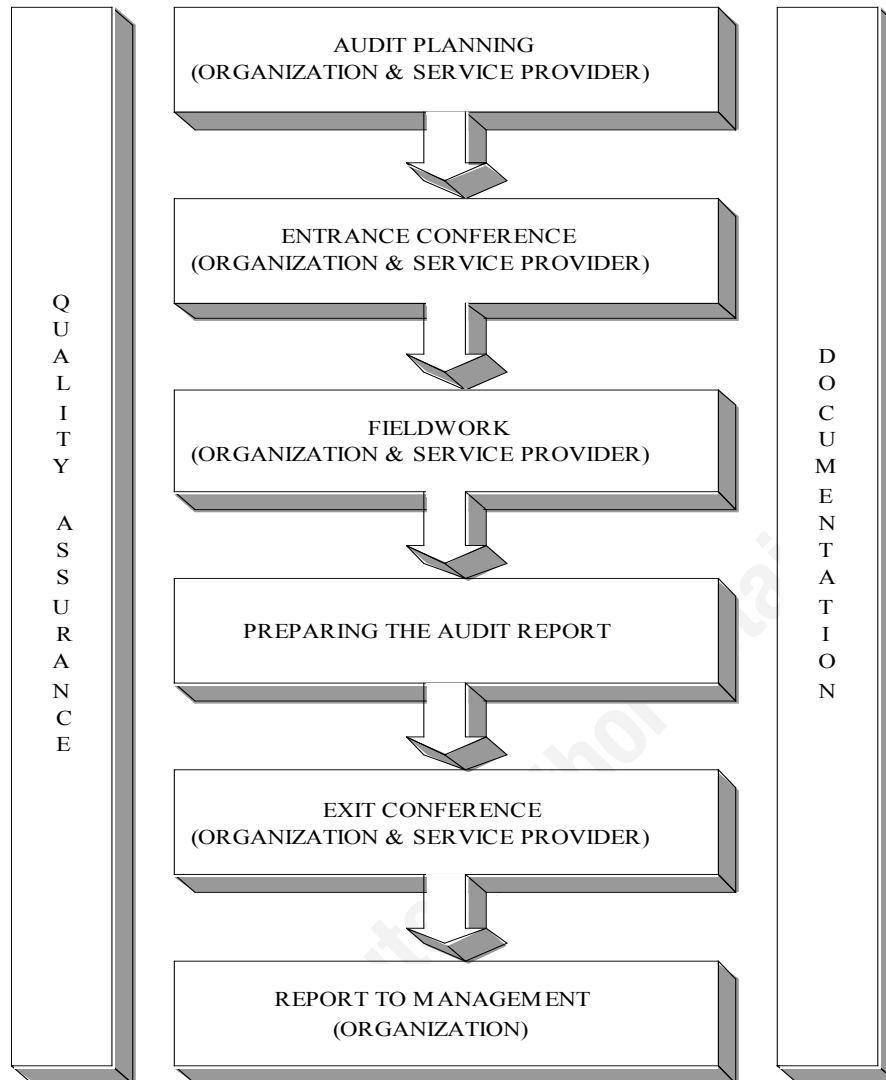 AUDIT PLANNING
(ORGANIZATION & SERVICE PROVIDER)
ENTRANCE CONFERENCE
(ORGANIZATION & SERVICE PROVIDER)
FIELDWORK
(ORGANIZATION & SERVICE PROVIDER)
PREPARING THE AUDIT REPORT
EXIT CONFERENCE
(ORGANIZATION & SERVICE PROVIDER)
REPORT TO MANAGEMENT
(ORGANIZATION)
QUALITY ASSURANCE
DOCUMENTATION